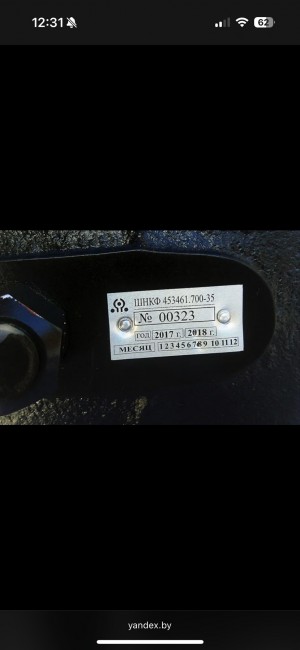 12:31
62
ШНКФ 453461.700-35
№ 00323
ГОД 2017 г. 2018 г.
МЕСЯЦ 1 2 3 4 5 6 7 8 9 10 11 12
yandex.by